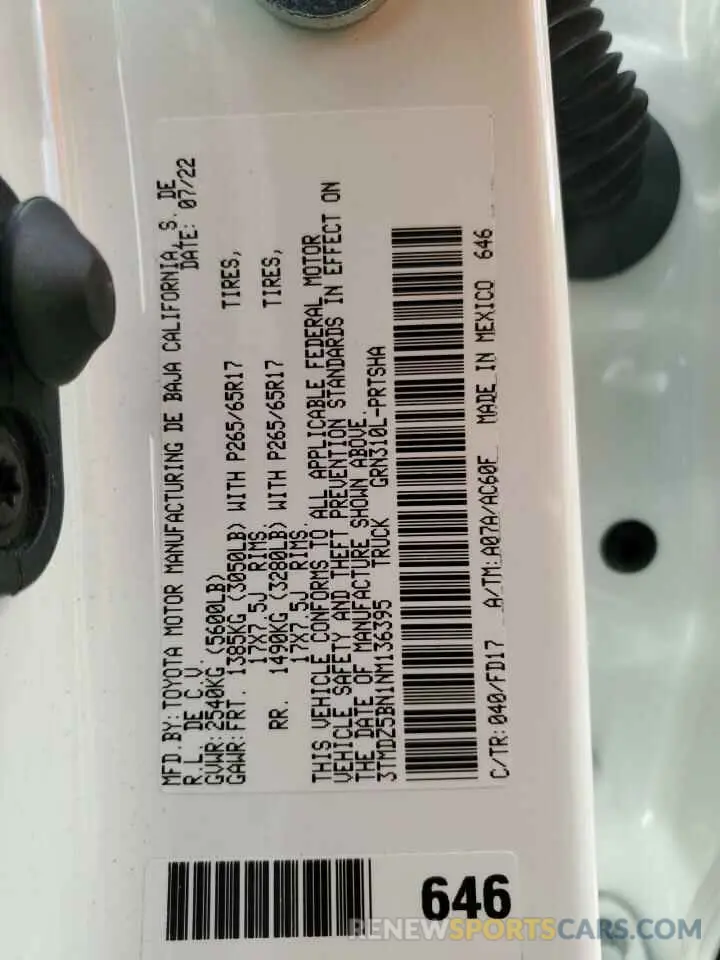 MFD.BY:TOYOTA MOTOR MANUFACTURING DE BAJA CALIFORNIA, S. DE
R.L. DE C.V. DATE: 07/22
GVWR:2540KG (5600LB)
GAWR:FRT. 1385KG (3050LB) WITH P265/65R17 TIRES,
17X7.5J RIMS.
RR. 1490KG (3280LB) WITH P265/65R17 TIRES,
17X7.5J RIMS.
THIS VEHICLE CONFORMS TO ALL APPLICABLE FEDERAL MOTOR
VEHICLE SAFETY AND THEFT PREVENTION STANDARDS IN EFFECT ON
THE DATE OF MANUFACTURE SHOWN ABOVE.
3TMDZ5BN1NM136395 TRUCK GRN310L-PRTSHA
C/TR:040/FD17 A/TM:A07A/AC60F MADE IN MEXICO 646
646
RENEWSPORTSCARS.COM